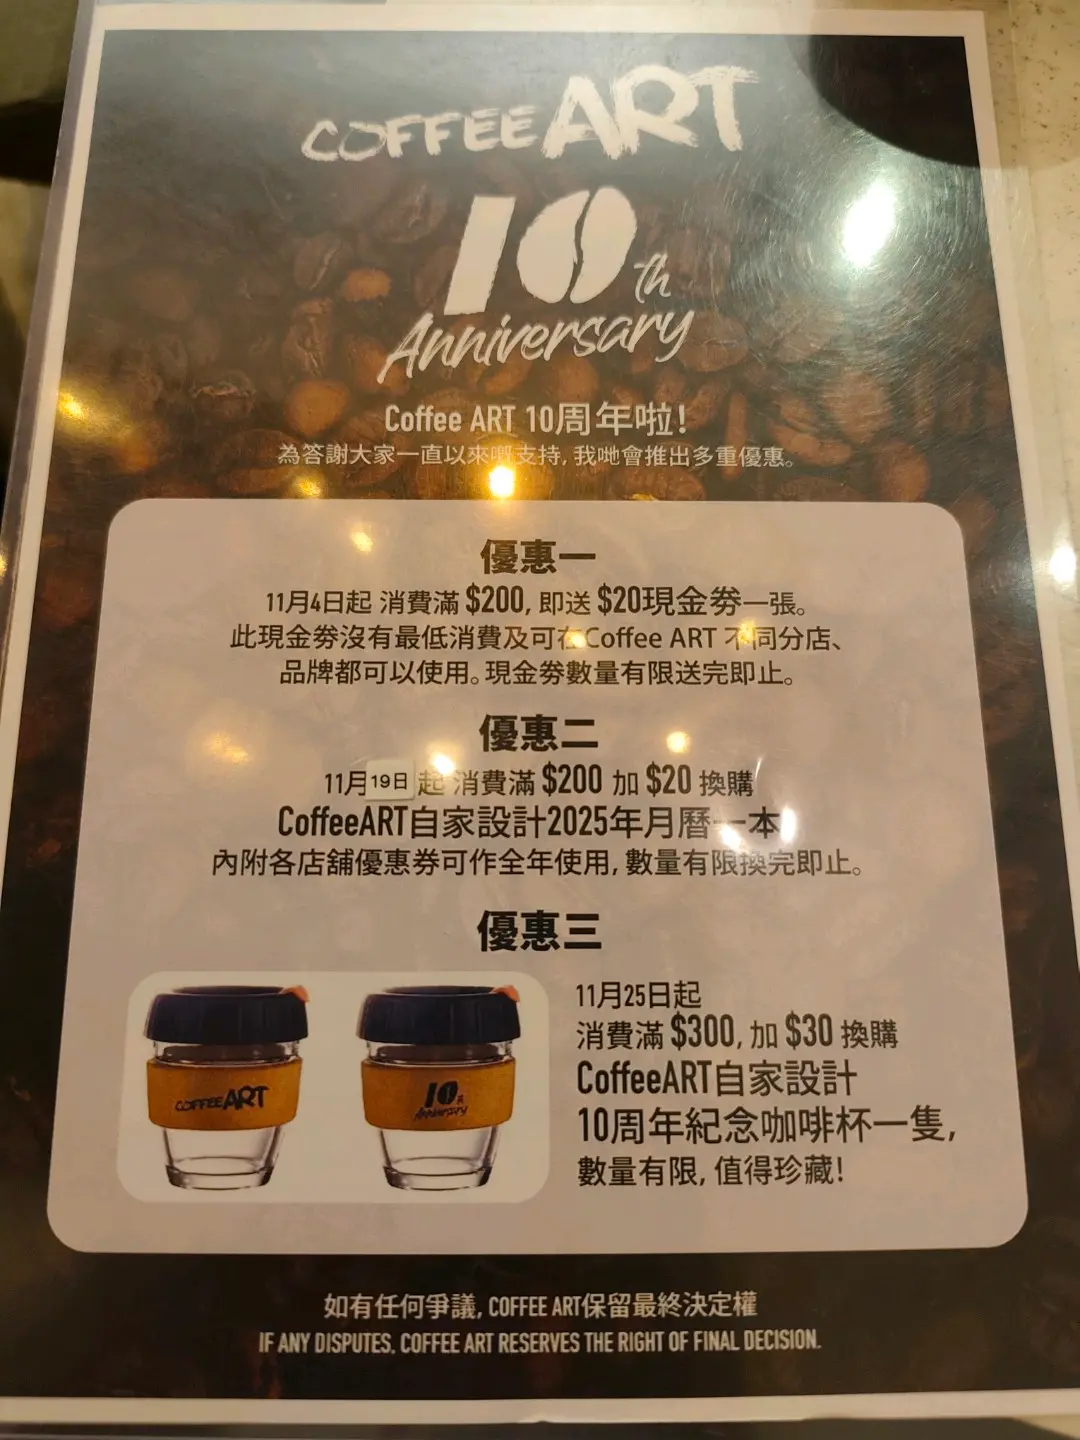 COFFEE ART
10th
Anniversary
Coffee ART 10周年啦!
為答謝大家一直以來嘅支持, 我哋會推出多重優惠。
優惠一
11月4日起 消費滿 $200, 即送 $20現金劵一張。
此現金劵沒有最低消費及可在Coffee ART 不同分店、
品牌都可以使用。現金劵數量有限送完即止。
優惠二
11月19日 起 消費滿 $200 加 $20 換購
CoffeeART自家設計2025年月曆一本
內附各店舖優惠券可作全年使用, 數量有限換完即止。
優惠三
11月25日起
消費滿 $300, 加 $30 換購
CoffeeART自家設計
10周年紀念咖啡杯一隻,
數量有限, 值得珍藏!
COFFEE ART
10th
Anniversary
如有任何爭議, COFFEE ART保留最終決定權
IF ANY DISPUTES. COFFEE ART RESERVES THE RIGHT OF FINAL DECISION.